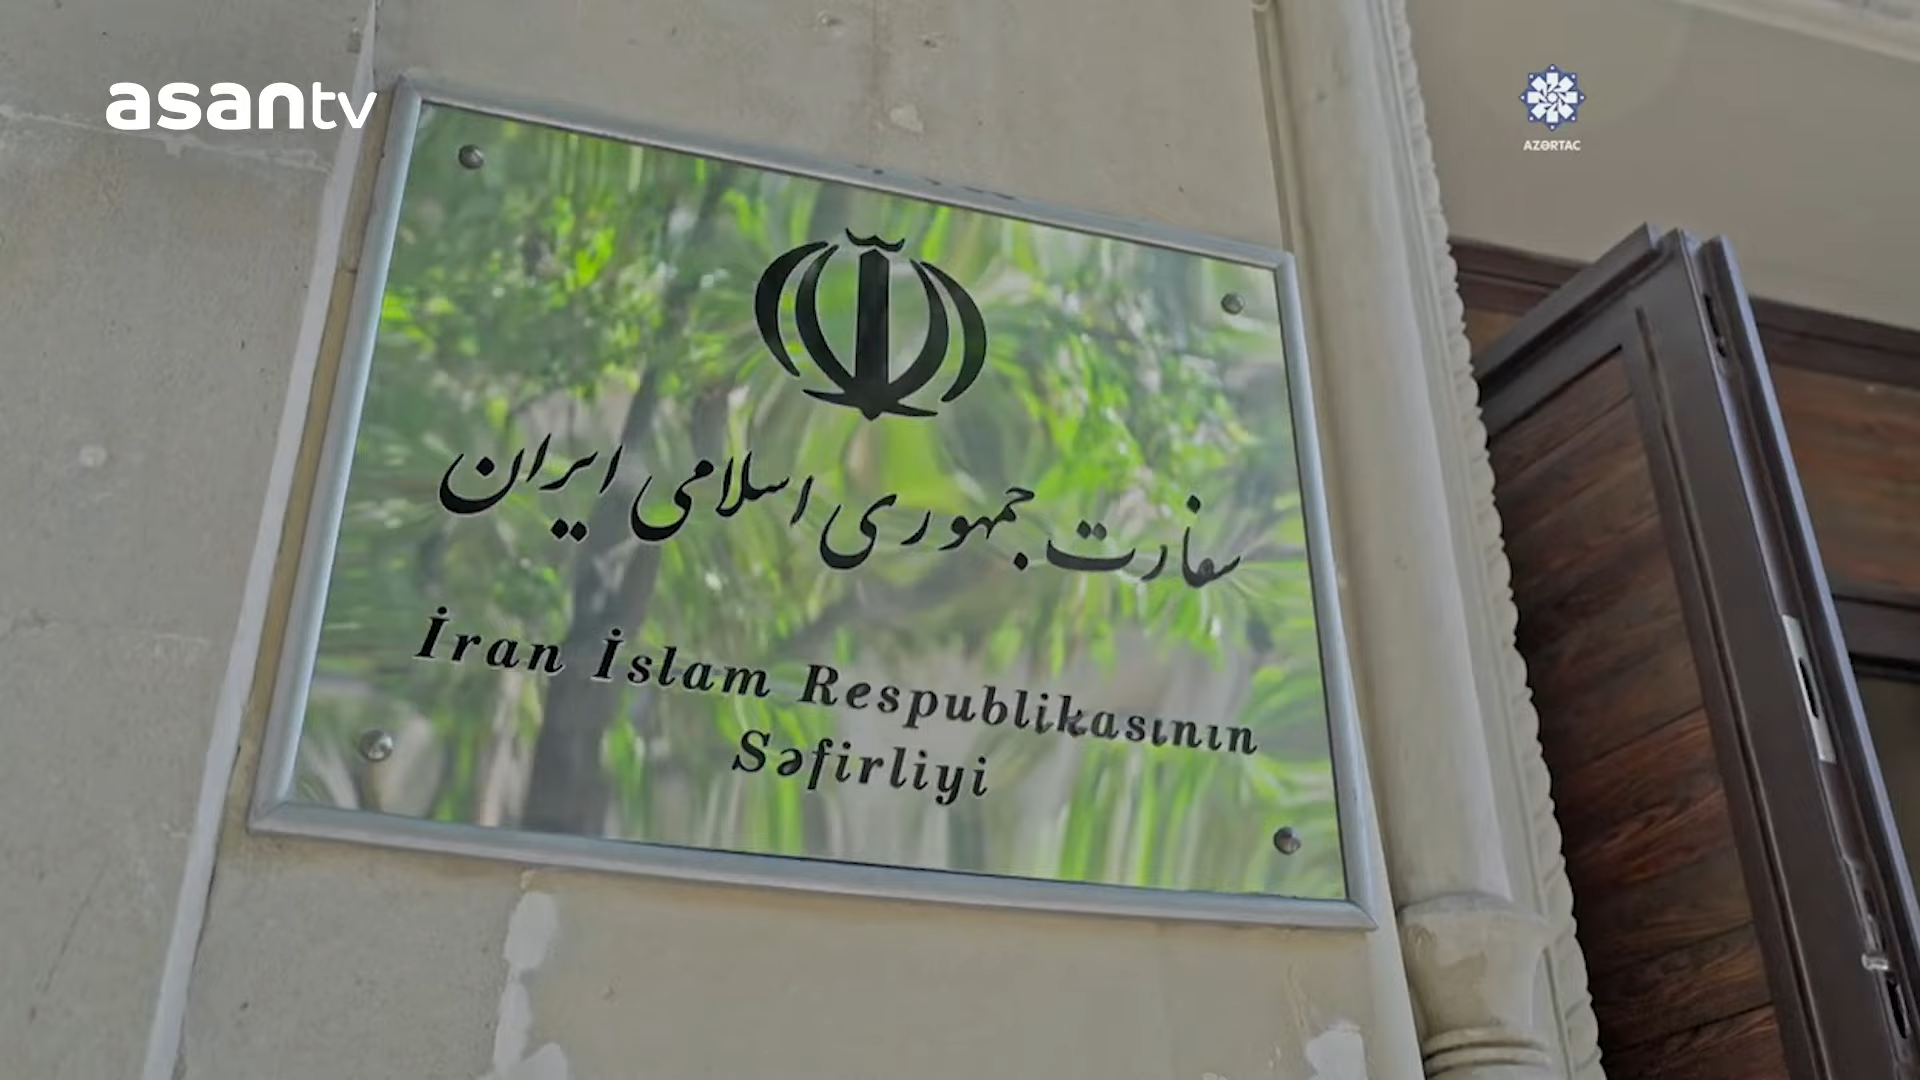 asantv
AZƏRTAC
سفارت جمهوری اسلامی ایران
İran İslam Respublikasının
Səfirliyi